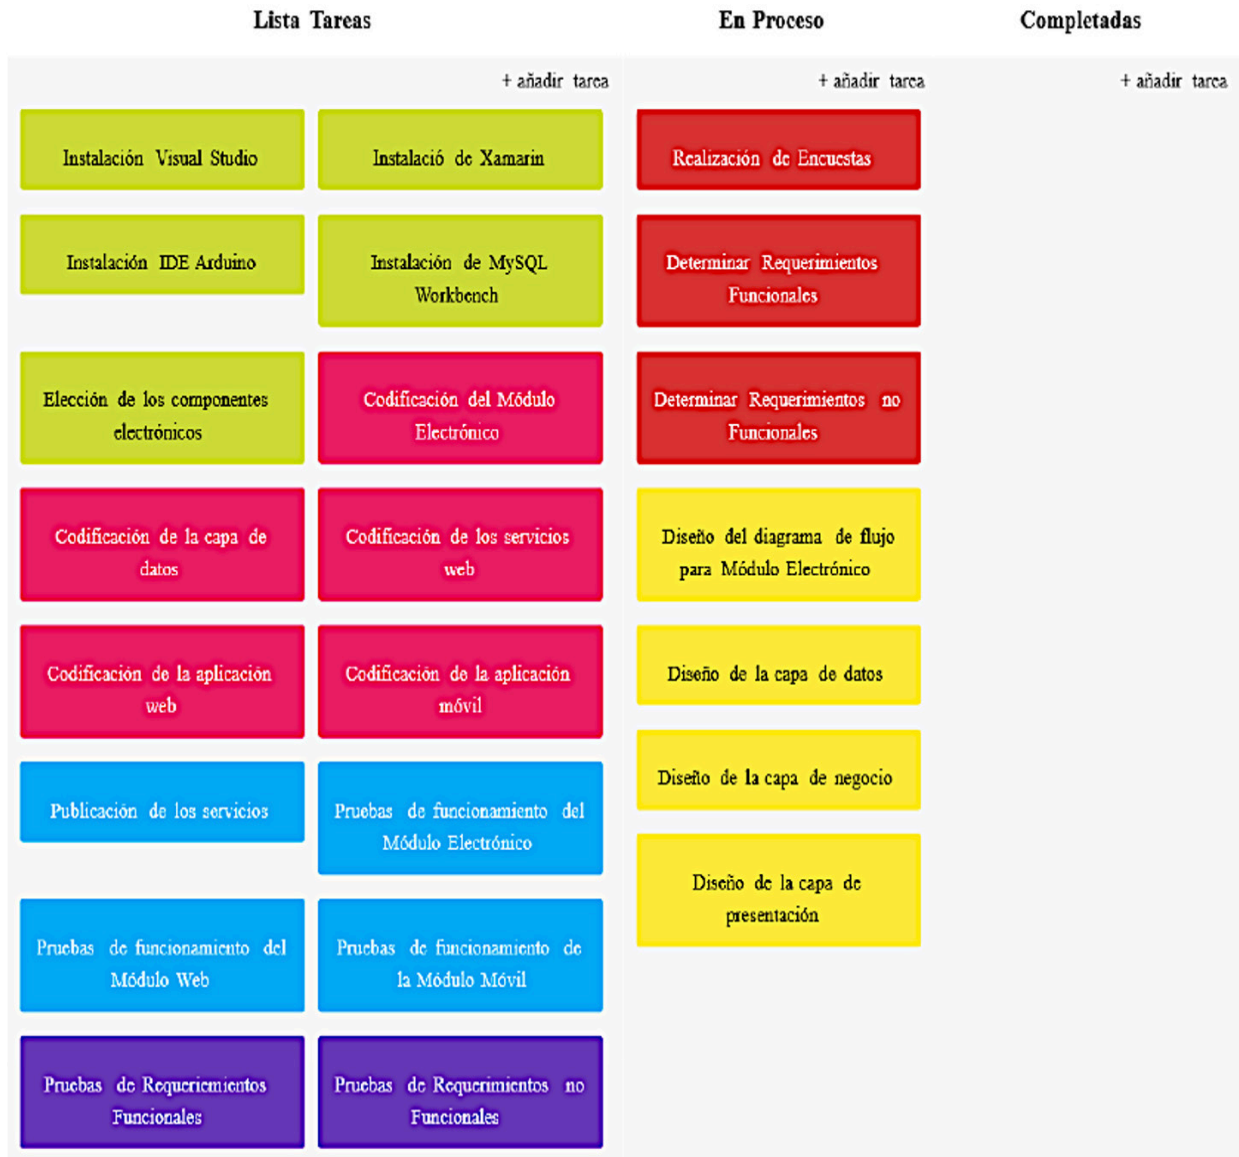 Lista Tareas
En Proceso
Completadas
+ añadir tarea
+ añadir tarea
+ añadir tarea
Instalación Visual Studio
Instalació de Xamarin
Instalación IDE Arduino
Instalación de MySQL
Workbench
Elección de los componentes
electrónicos
Codificación del Módulo
Electrónico
Codificación de la capa de
datos
Codificación de los servicios
web
Codificación de la aplicación
web
Codificación de la aplicación
móvil
Publicación de los servicios
Pruebas de funcionamiento del
Módulo Electrónico
Pruebas de funcionamiento del
Módulo Web
Pruebas de funcionamiento de
la Módulo Móvil
Pruebas de Requeriemientos
Funcionales
Pruebas de Requerimientos no
Funcionales
Realización de Encuestas
Determinar Requerimientos
Funcionales
Determinar Requerimientos no
Funcionales
Diseño del diagrama de flujo
para Módulo Electrónico
Diseño de la capa de datos
Diseño de la capa de negocio
Diseño de la capa de
presentación